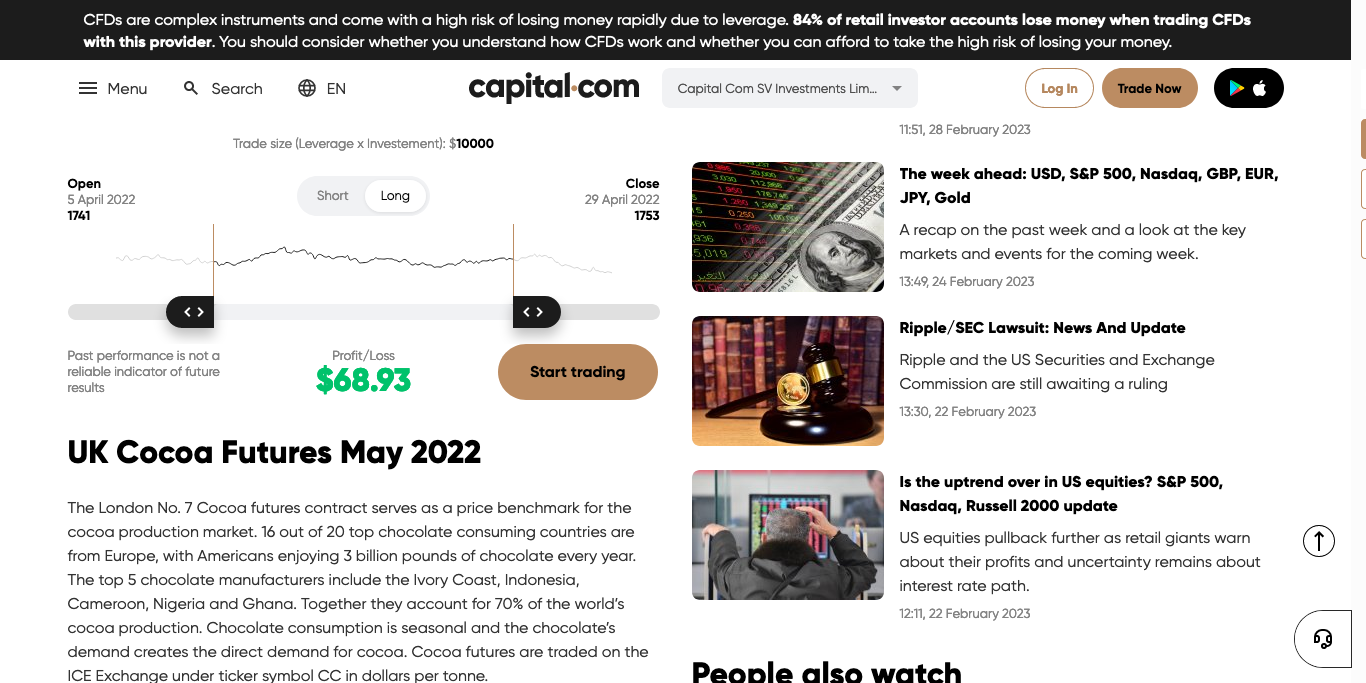 CFDs are complex instruments and come with a high risk of losing money rapidly due to leverage. 84% of retail investor accounts lose money when trading CFDs
with this provider. You should consider whether you understand how CFDs work and whether you can afford to take the high risk of losing your money.
Menu
Search
EN
capital.com
Capital Com SV Investments Lim...
Log In
Trade Now
Trade size (Leverage x Investement): $10000
Open
5 April 2022
1741
Short
Long
Close
29 April 2022
1753
Past performance is not a
reliable indicator of future
results
Profit/Loss
$68.93
Start trading
UK Cocoa Futures May 2022
The London No. 7 Cocoa futures contract serves as a price benchmark for the
cocoa production market. 16 out of 20 top chocolate consuming countries are
from Europe, with Americans enjoying 3 billion pounds of chocolate every year.
The top 5 chocolate manufacturers include the Ivory Coast, Indonesia,
Cameroon, Nigeria and Ghana. Together they account for 70% of the world's
cocoa production. Chocolate consumption is seasonal and the chocolate's
demand creates the direct demand for cocoa. Cocoa futures are traded on the
ICE Exchange under ticker symbol CC in dollars per tonne.
11:51, 28 February 2023
The week ahead: USD, S&P 500, Nasdaq, GBP, EUR,
JPY, Gold
A recap on the past week and a look at the key
markets and events for the coming week.
13:49, 24 February 2023
Ripple/SEC Lawsuit: News And Update
Ripple and the US Securities and Exchange
Commission are still awaiting a ruling
13:30, 22 February 2023
Is the uptrend over in US equities? S&P 500,
Nasdaq, Russell 2000 update
US equities pullback further as retail giants warn
about their profits and uncertainty remains about
interest rate path.
12:11, 22 February 2023
People also watch